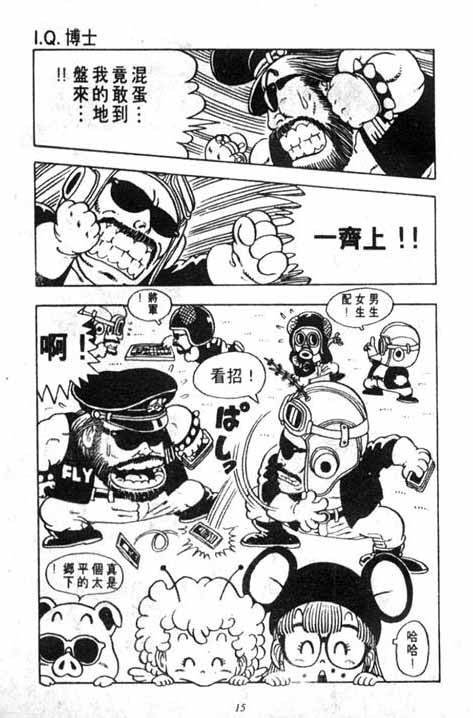 I.Q.博士
混蛋…
竟敢到
我的地
盤來…
!!
一齊上!!
男生
女生
配!
將軍
!
啊!
看招!
ぱしっ
FLY
真是
個太
平的
鄉下
!
哈哈!
15